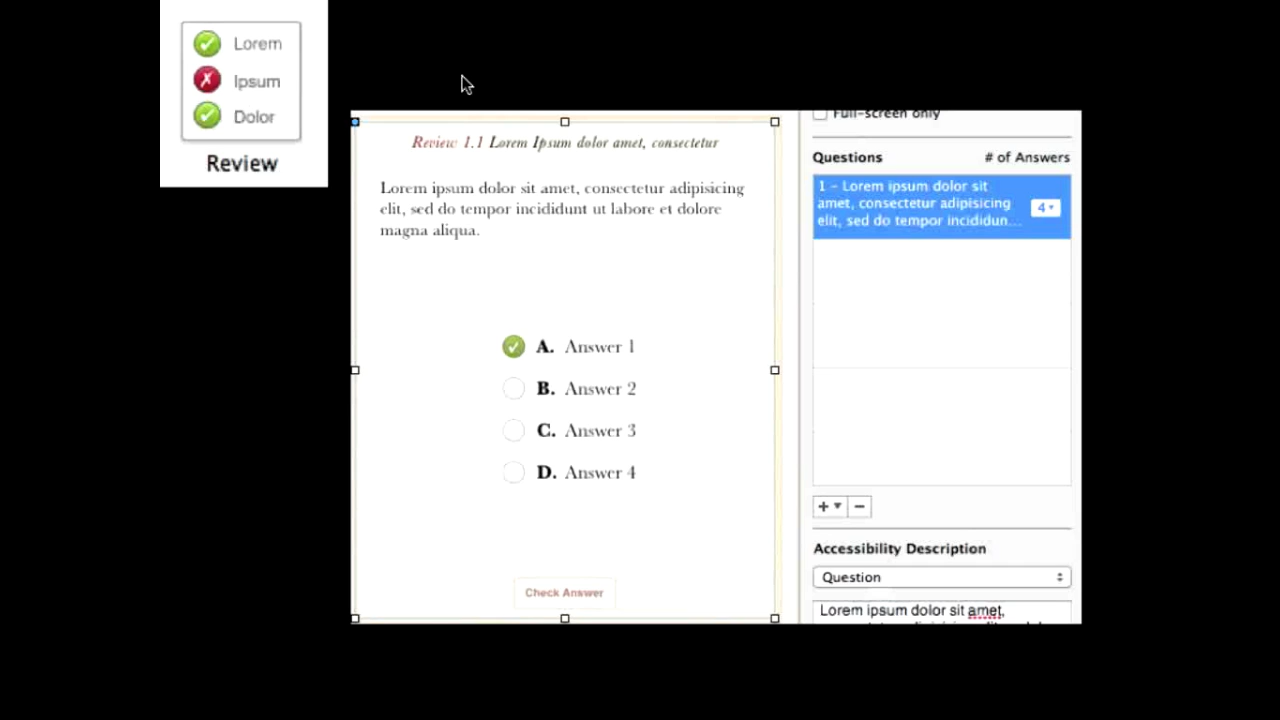 Lorem
Ipsum
Dolor
Review
Review 1.1 Lorem Ipsum dolor amet, consectetur
Lorem ipsum dolor sit amet, consectetur adipisicing
elit, sed do tempor incididunt ut labore et dolore
magna aliqua.
A. Answer 1
B. Answer 2
C. Answer 3
D. Answer 4
Check Answer
Full-screen only
Questions # of Answers
1 - Lorem ipsum dolor sit
amet, consectetur adipisicing
elit, sed do tempor incididun...
4
Accessibility Description
Question
Lorem ipsum dolor sit amet,